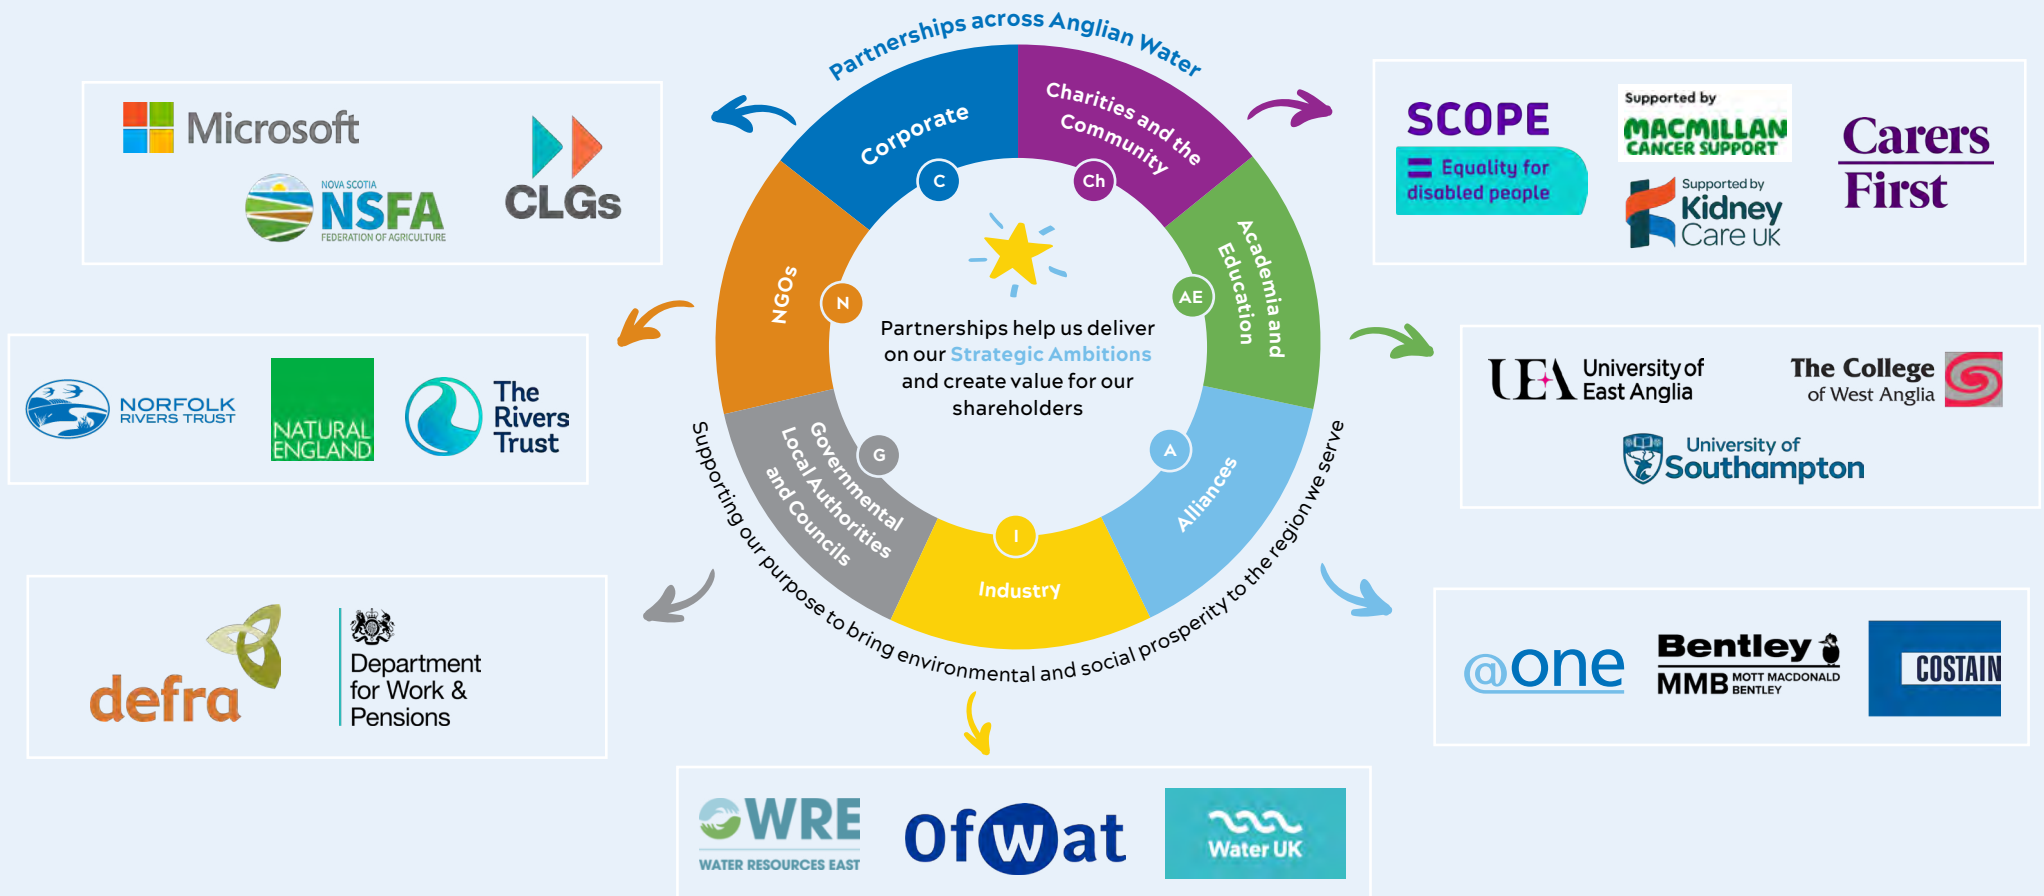 Partnerships across Anglian Water
Corporate
C
Charities and the
Community
Ch
Academia and
Education
AE
Alliances
A
Industry
I
Governmental
Local Authorities
and Councils
G
NGOs
N
Partnerships help us deliver
on our Strategic Ambitions
and create value for our
shareholders
Supporting our purpose to bring environmental and social prosperity to the region we serve
Microsoft
NOVA SCOTIA
NSFA
FEDERATION OF AGRICULTURE
CLGs
SCOPE
Equality for
disabled people
Supported by
MACMILLAN
CANCER SUPPORT
Supported by
Kidney
Care UK
Carers
First
NORFOLK
RIVERS TRUST
NATURAL
ENGLAND
The
Rivers
Trust
UEA
University of
East Anglia
The College
of West Anglia
University of
Southampton
defra
Department
for Work &
Pensions
@one
Bentley
MMB MOTT MACDONALD
BENTLEY
COSTAIN
WRE
WATER RESOURCES EAST
Ofwat
Water UK